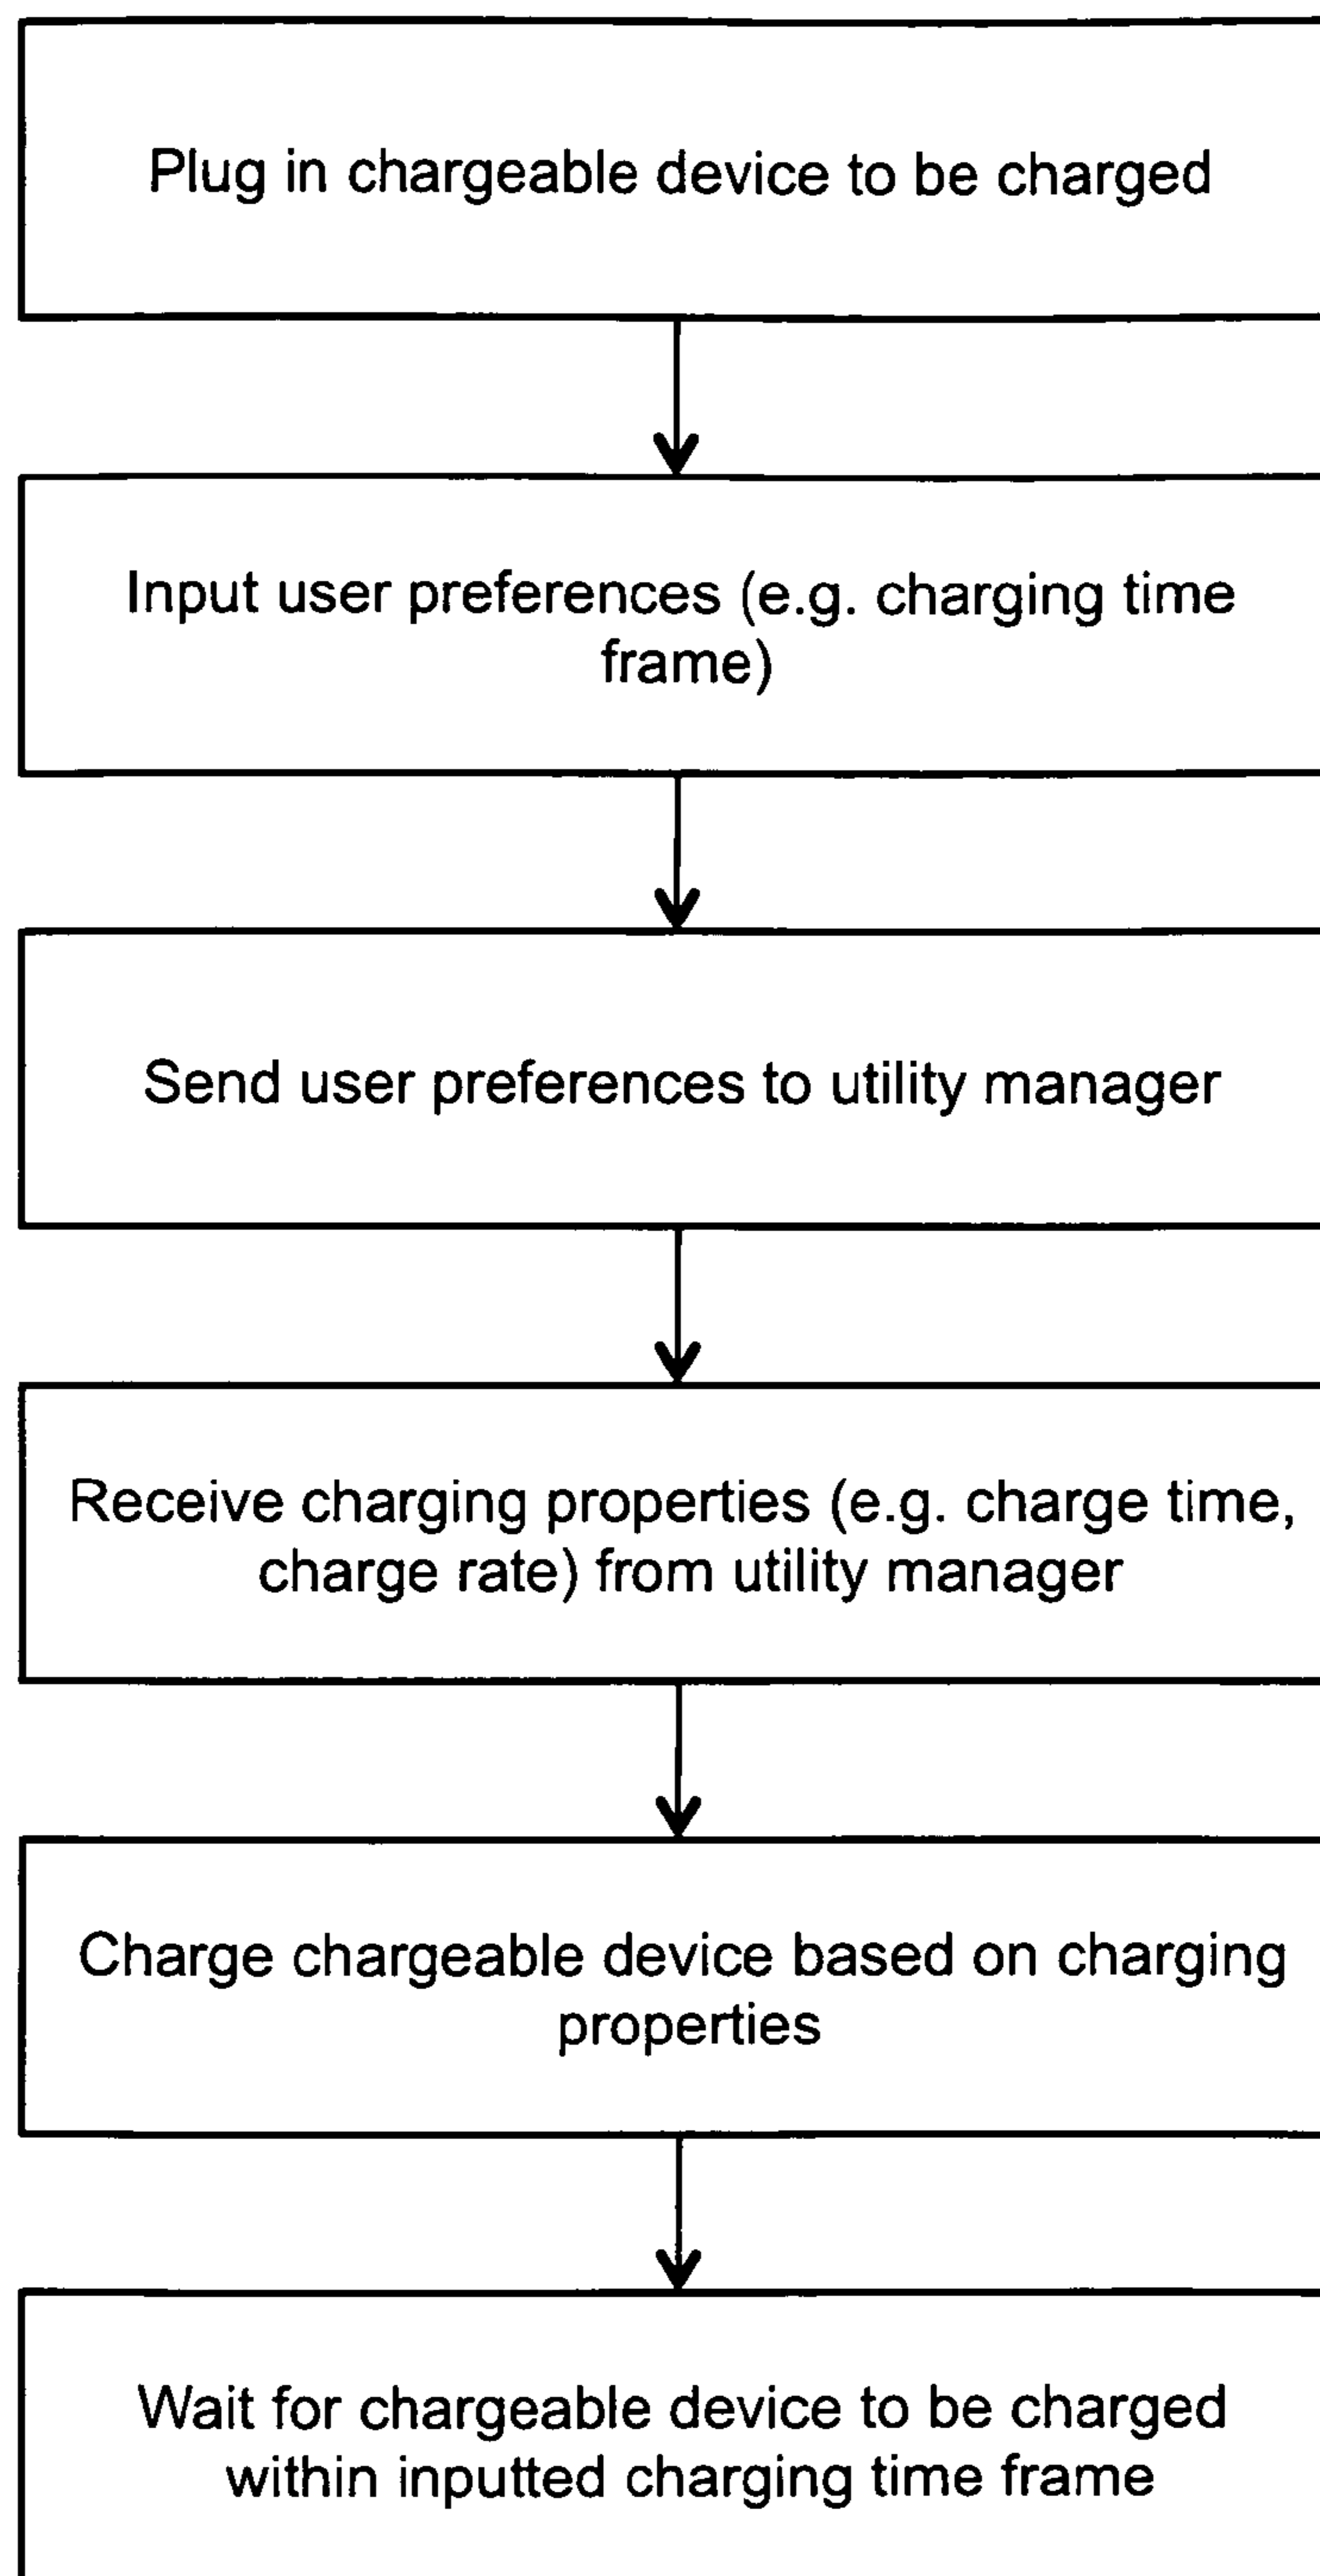 Plug in chargeable device to be charged
Input user preferences (e.g. charging time
frame)
Send user preferences to utility manager
Receive charging properties (e.g. charge time,
charge rate) from utility manager
Charge chargeable device based on charging
properties
Wait for chargeable device to be charged
within inputted charging time frame